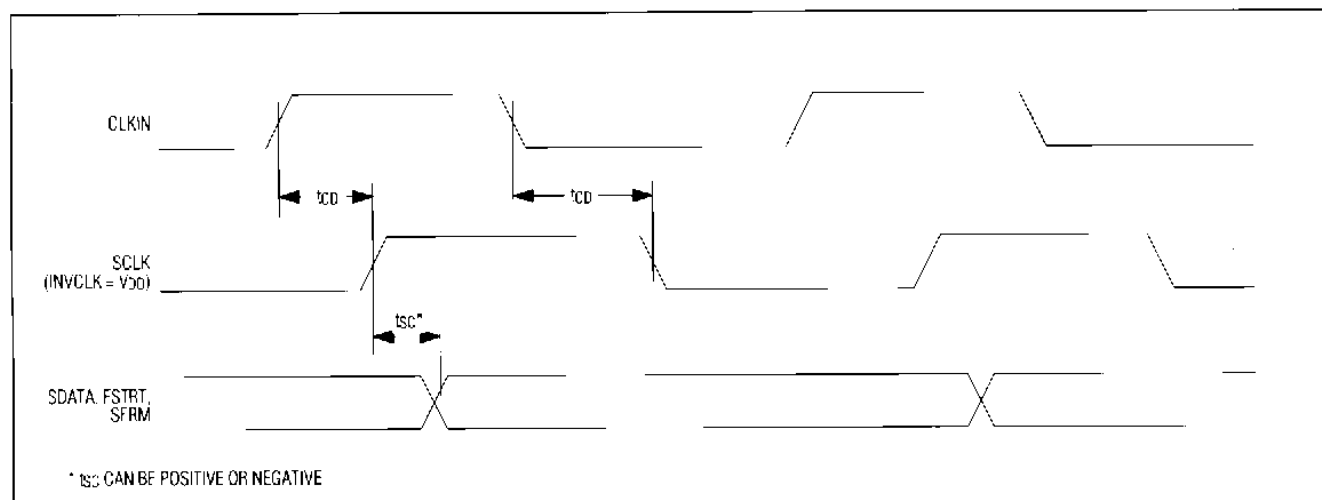 CLKIN
tCD
tCD
SCLK
(INVCLK = VDD)
tSC*
SDATA, FSTRT,
SFRM
* tSC CAN BE POSITIVE OR NEGATIVE